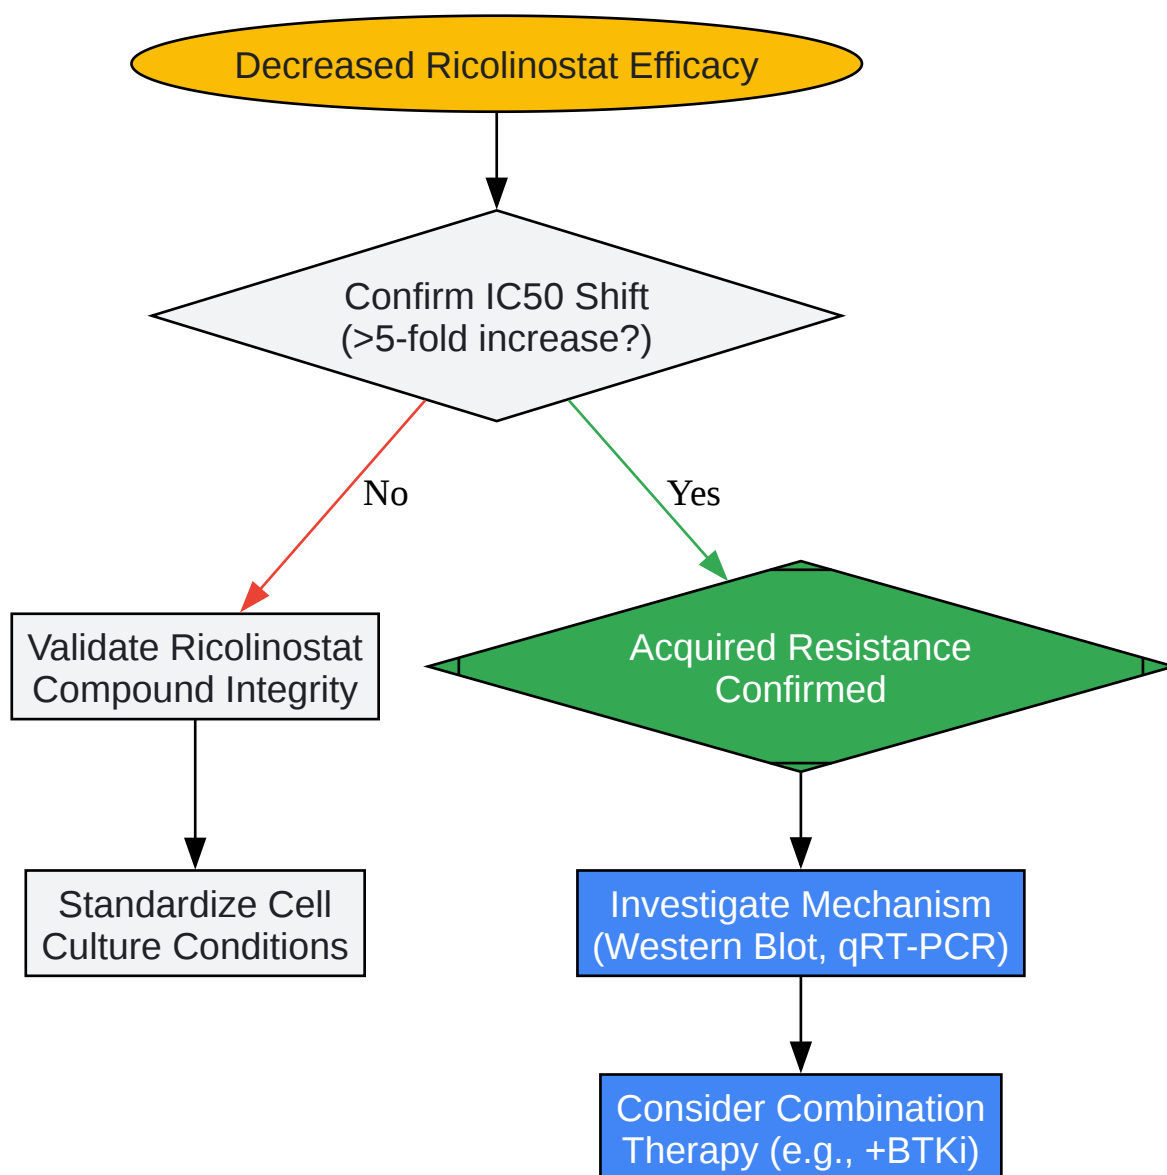 Decreased Ricolinostat Efficacy
Confirm IC50 Shift
(>5-fold increase?)
No
Yes
Validate Ricolinostat
Compound Integrity
Acquired Resistance
Confirmed
Standardize Cell
Culture Conditions
Investigate Mechanism
(Western Blot, qRT-PCR)
Consider Combination
Therapy (e.g., +BTKi)